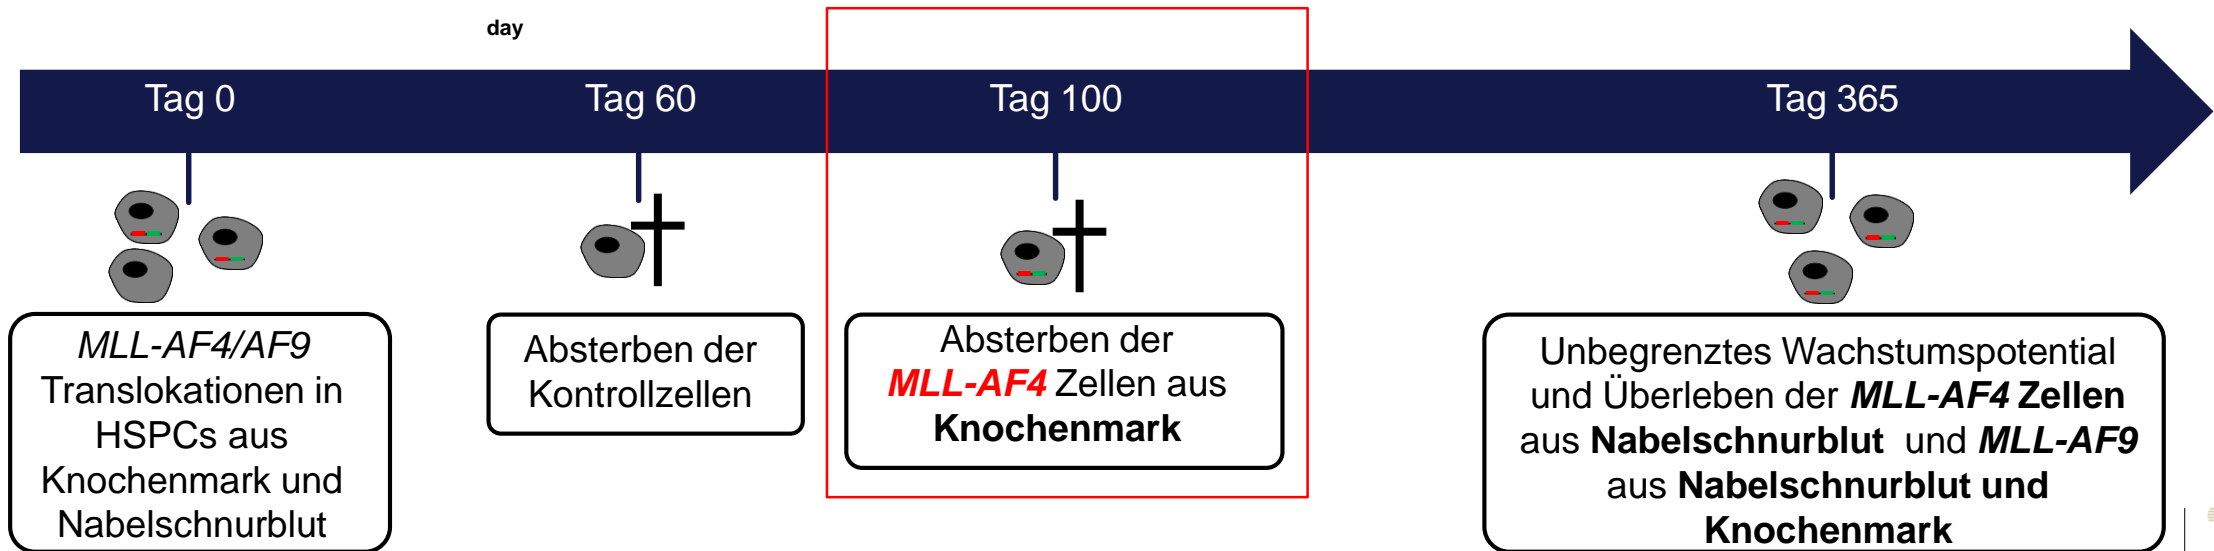 day
Tag 0
Tag 60
Tag 100
Tag 365
MLL-AF4/AF9
Translokationen in
HSPCs aus
Knochenmark und
Nabelschnurblut
Absterben der
Kontrollzellen
Absterben der
MLL-AF4 Zellen aus
Knochenmark
Unbegrenztes Wachstumspotential
und Überleben der MLL-AF4 Zellen
aus Nabelschnurblut und MLL-AF9
aus Nabelschnurblut und
Knochenmark